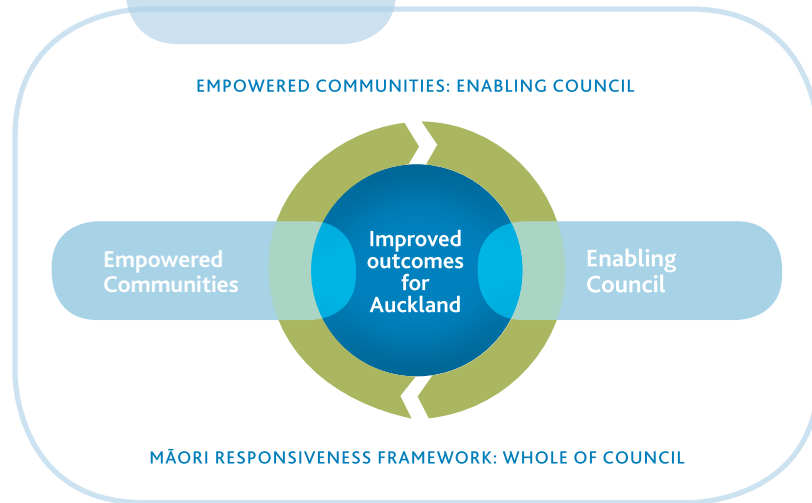 EMPOWERED COMMUNITIES: ENABLING COUNCIL
Empowered
Communities
Improved
outcomes
for
Auckland
Enabling
Council
MĀORI RESPONSIVENESS FRAMEWORK: WHOLE OF COUNCIL